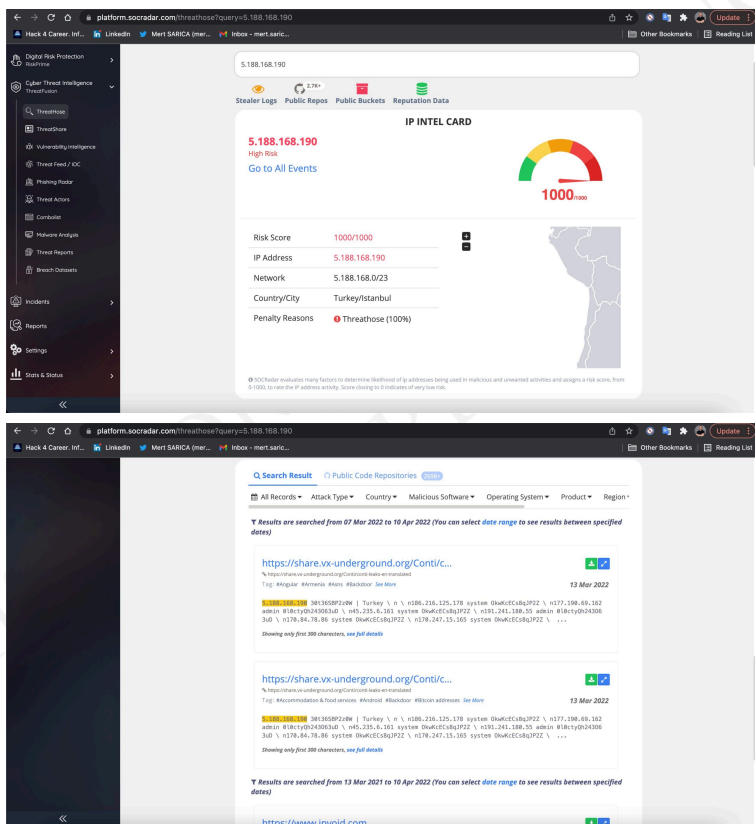 platform.socradar.com/threathose?query=5.188.168.190
Update
Hack 4 Career. Inf...
LinkedIn
Mert SARICA (mer...
Inbox - mert.saric...
Other Bookmarks
Reading List
Digital Risk Protection
RiskPrime
Cyber Threat Intelligence
ThreatFusion
ThreatHose
ThreatShare
Vulnerability Intelligence
Threat Feed / IOC
Phishing Radar
Threat Actors
Combolist
Malware Analysis
Threat Reports
Breach Datasets
Incidents
Reports
Settings
Stats & Status
5.188.168.190
2.7K+
Stealer Logs Public Repos Public Buckets Reputation Data
IP INTEL CARD
5.188.168.190
High Risk
Go to All Events
1000/1000
Risk Score 1000/1000
IP Address 5.188.168.190
Network 5.188.168.0/23
Country/City Turkey/Istanbul
Penalty Reasons Threathose (100%)
SOCRadar evaluates many factors to determine likelihood of ip addresses being used in malicious and unwanted activities and assigns a risk score, from
0-1000, to rate the IP address activity. Score closing to 0 indicates of very low risk.
platform.socradar.com/threathose?query=5.188.168.190
Update
Hack 4 Career. Inf...
LinkedIn
Mert SARICA (mer...
Inbox - mert.saric...
Other Bookmarks
Reading List
Search Result
Public Code Repositories
All Records Attack Type Country Malicious Software Operating System Product Region
Results are searched from 07 Mar 2022 to 10 Apr 2022 (You can select date range to see results between specified
dates)
https://share.vx-underground.org/Conti/c...
https://share.vx-underground.org/Conti/conti-leaks-en-translated
Tag: #Angular #Armenia #Asns #Backdoor See More
13 Mar 2022
5.188.168.190 30t36SBP2z0W | Turkey \ n \ n186.216.125.178 system OkwKcECs8qJP2Z \ n177.190.69.162
admin 0l0ctyQh243O63uD \ n45.235.6.161 system OkwKcECs8qJP2Z \ n191.241.180.55 admin 0l0ctyQh243O6
3uD \ n170.84.78.86 system OkwKcECs8qJP2Z \ n170.247.15.165 system OkwKcECs8qJP2Z \ ...
Showing only first 300 characters, see full details
https://share.vx-underground.org/Conti/c...
https://share.vx-underground.org/Conti/conti-leaks-en-translated
Tag: #Accommodation & food services #Android #Backdoor #Bitcoin addresses See More
13 Mar 2022
5.188.168.190 30t36SBP2z0W | Turkey \ n \ n186.216.125.178 system OkwKcECs8qJP2Z \ n177.190.69.162
admin 0l0ctyQh243O63uD \ n45.235.6.161 system OkwKcECs8qJP2Z \ n191.241.180.55 admin 0l0ctyQh243O6
3uD \ n170.84.78.86 system OkwKcECs8qJP2Z \ n170.247.15.165 system OkwKcECs8qJP2Z \ ...
Showing only first 300 characters, see full details
Results are searched from 13 Mar 2021 to 10 Apr 2022 (You can select date range to see results between specified
dates)
https://www.invoid.com